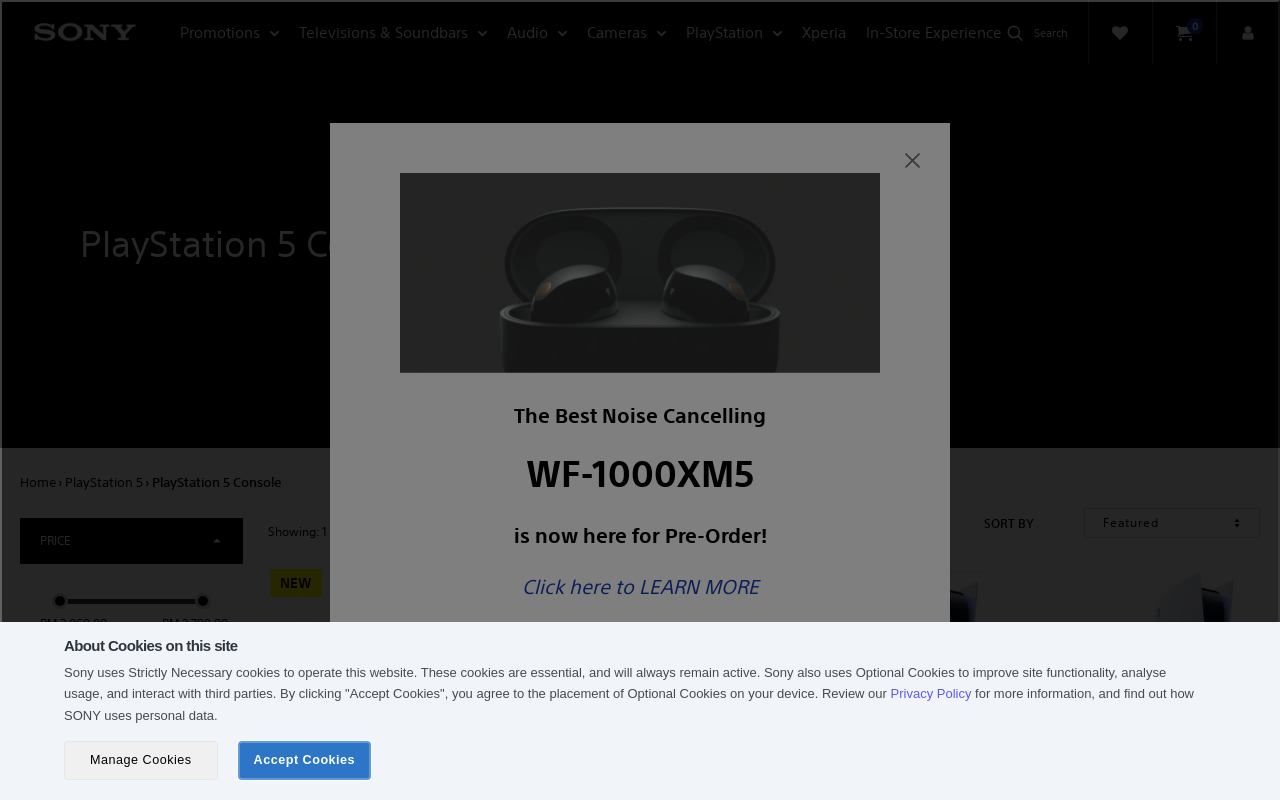 SONY
Promotions
Televisions & Soundbars
Audio
Cameras
PlayStation
Xperia
In-Store Experience
Search
0
PlayStation 5 Co
The Best Noise Cancelling
WF-1000XM5
is now here for Pre-Order!
Click here to LEARN MORE
Home › PlayStation 5 › PlayStation 5 Console
PRICE
Showing: 1
SORT BY
Featured
NEW
About Cookies on this site
Sony uses Strictly Necessary cookies to operate this website. These cookies are essential, and will always remain active. Sony also uses Optional Cookies to improve site functionality, analyse
usage, and interact with third parties. By clicking "Accept Cookies", you agree to the placement of Optional Cookies on your device. Review our Privacy Policy for more information, and find out how
SONY uses personal data.
Manage Cookies
Accept Cookies